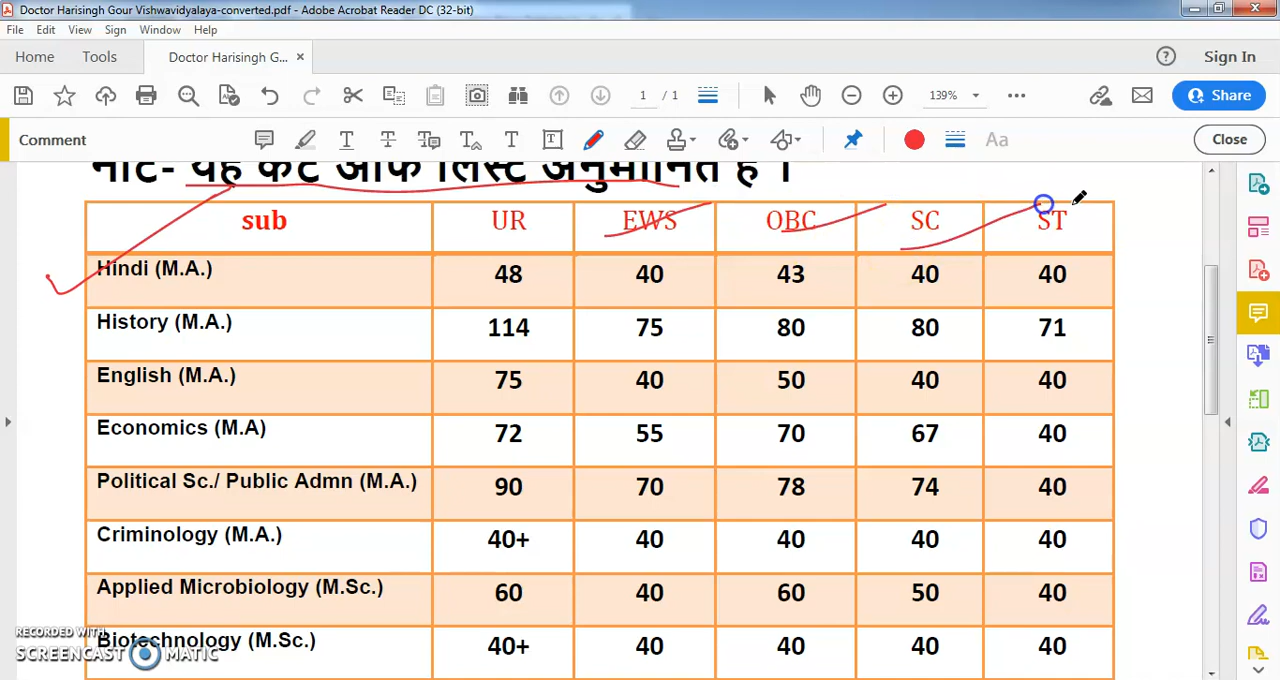 Doctor Harisingh Gour Vishwavidyalaya-converted.pdf - Adobe Acrobat Reader DC (32-bit)
File Edit View Sign Window Help
Home Tools Doctor Harisingh G... × ? Sign In
1 / 1 139% Share
Comment Aa Close
नोट- यह कट ऑफ लिस्ट अनुमानित है ।
sub UR EWS OBC SC ST
Hindi (M.A.) 48 40 43 40 40
History (M.A.) 114 75 80 80 71
English (M.A.) 75 40 50 40 40
Economics (M.A) 72 55 70 67 40
Political Sc./ Public Admn (M.A.) 90 70 78 74 40
Criminology (M.A.) 40+ 40 40 40 40
Applied Microbiology (M.Sc.) 60 40 60 50 40
Biotechnology (M.Sc.) 40+ 40 40 40 40
RECORDED WITH
SCREENCAST MATIC